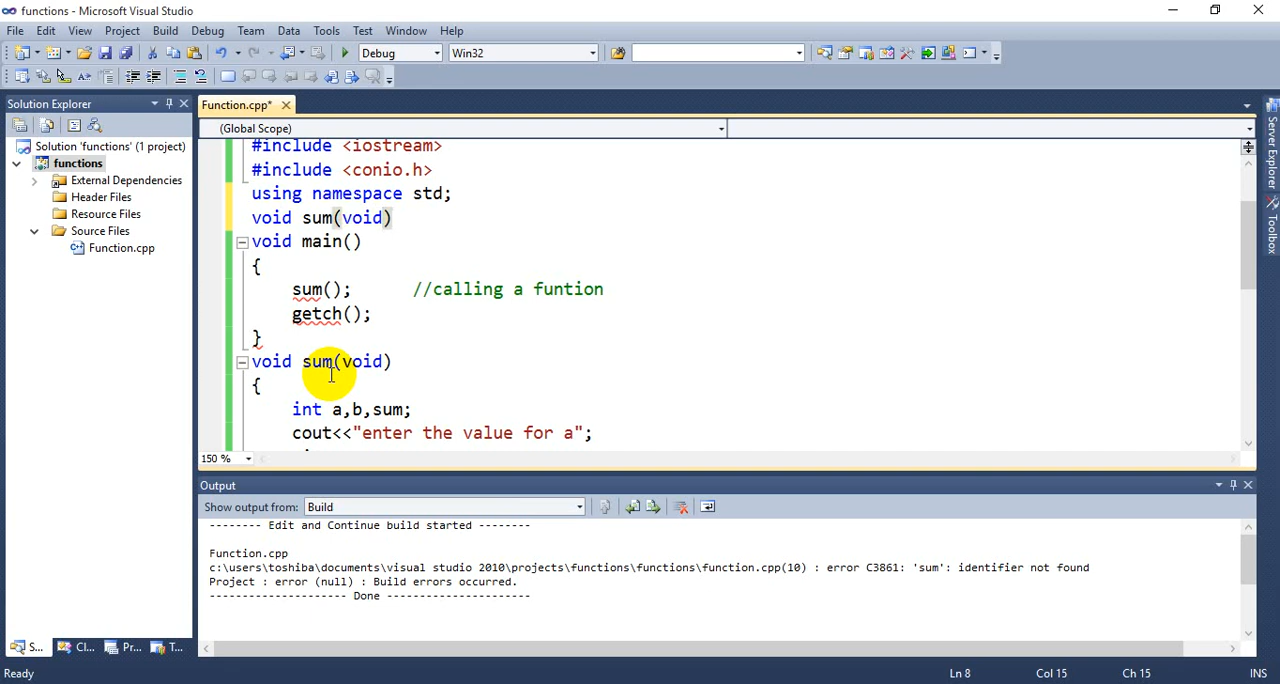 functions - Microsoft Visual Studio
File Edit View Project Build Debug Team Data Tools Test Window Help
Debug Win32
Solution Explorer
Function.cpp*
(Global Scope)
Solution 'functions' (1 project)
functions
External Dependencies
Header Files
Resource Files
Source Files
Function.cpp
#include <iostream>
#include <conio.h>
using namespace std;
void sum(void)
void main()
{
sum(); //calling a funtion
getch();
}
void sum(void)
{
int a,b,sum;
cout<<"enter the value for a";
150 %
Output
Show output from: Build
-------- Edit and Continue build started --------
Function.cpp
c:\users\toshiba\documents\visual studio 2010\projects\functions\functions\function.cpp(10) : error C3861: 'sum': identifier not found
Project : error (null) : Build errors occurred.
--------------------- Done -----------------------
S... Cl... Pr... T...
Server Explorer
Toolbox
Ready Ln 8 Col 15 Ch 15 INS